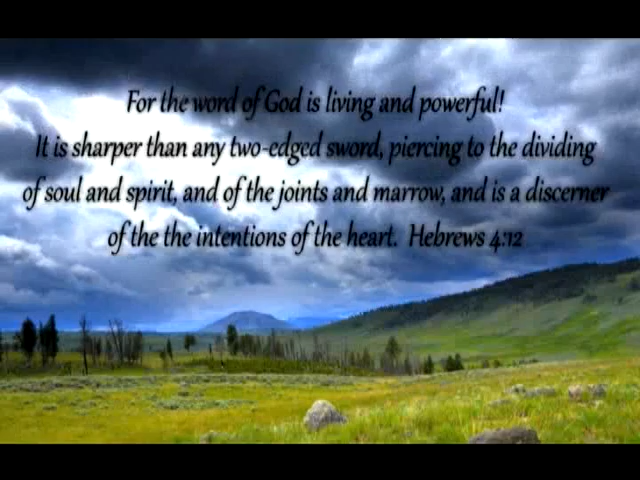 For the word of God is living and powerful!
It is sharper than any two-edged sword, piercing to the dividing
of soul and spirit, and of the joints and marrow, and is a discerner
of the the intentions of the heart. Hebrews 4:12